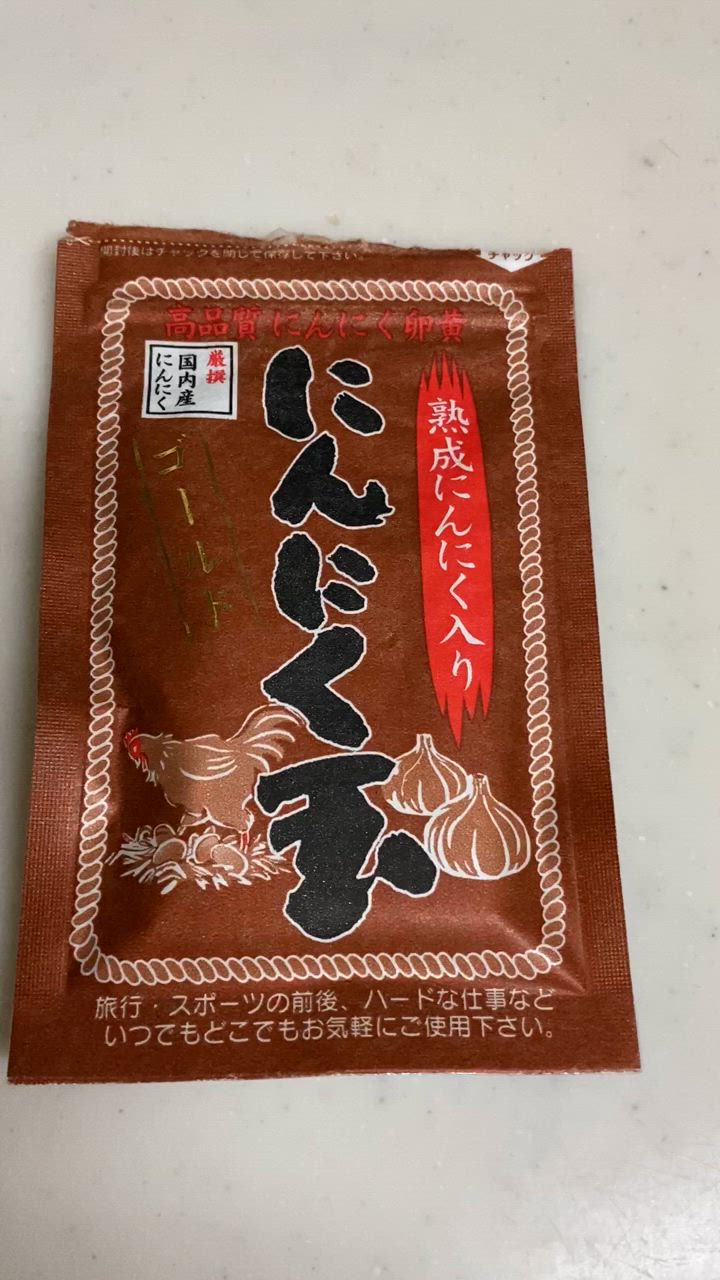 開封後はチャックを閉じて保存して下さい。
チャック
高品質 にんにく卵黄
厳撰
国内産
にんにく
熟成にんにく入り
にんにく玉
ゴールド
旅行・スポーツの前後、ハードな仕事など
いつでもどこでもお気軽にご使用下さい。